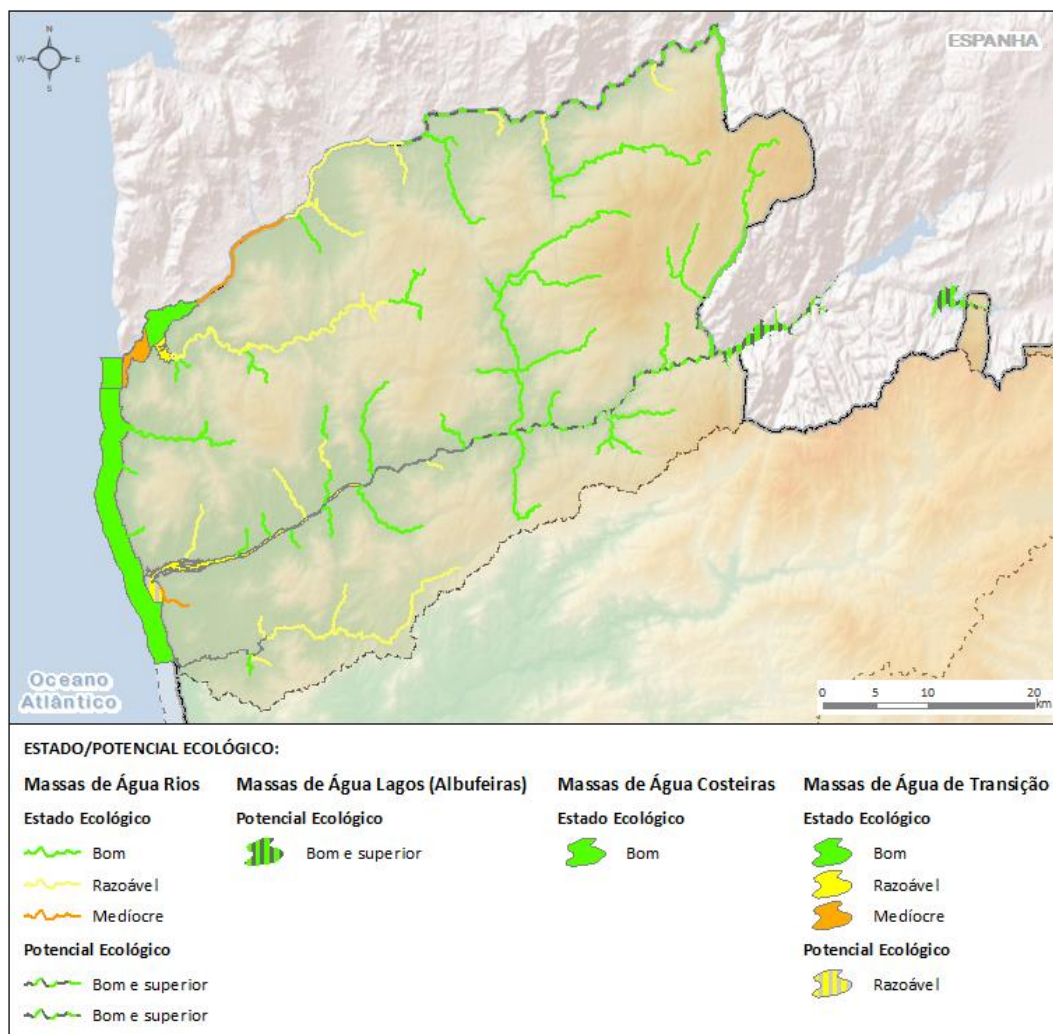 N
W E
S
ESPANHA
Oceano
Atlântico
0 5 10 20
km
ESTADO/POTENCIAL ECOLÓGICO:
Massas de Água Rios
Estado Ecológico
Bom
Razoável
Medíocre
Potencial Ecológico
Bom e superior
Bom e superior
Massas de Água Lagos (Albufeiras)
Potencial Ecológico
Bom e superior
Massas de Água Costeiras
Estado Ecológico
Bom
Massas de Água de Transição
Estado Ecológico
Bom
Razoável
Medíocre
Potencial Ecológico
Razoável